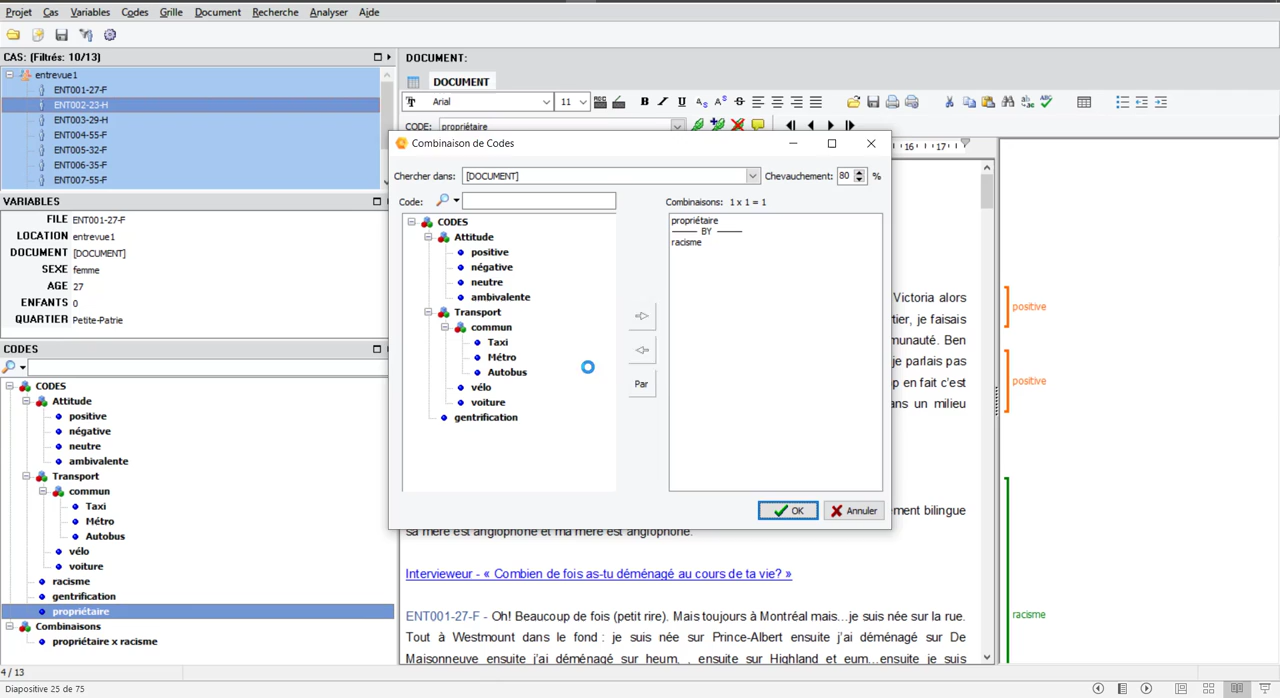 Projet Cas Variables Codes Grille Document Recherche Analyser Aide
CAS: (Filtrés: 10/13)
entrevue1
ENT001-27-F
ENT002-23-H
ENT003-29-H
ENT004-55-F
ENT005-32-F
ENT006-35-F
ENT007-55-F
VARIABLES
FILE ENT001-27-F
LOCATION entrevue1
DOCUMENT [DOCUMENT]
SEXE femme
AGE 27
ENFANTS 0
QUARTIER Petite-Patrie
CODES
CODES
Attitude
positive
négative
neutre
ambivalente
Transport
commun
Taxi
Métro
Autobus
vélo
voiture
racisme
gentrification
propriétaire
Combinaisons
propriétaire x racisme
4 / 13
Diapositive 25 de 75
DOCUMENT:
DOCUMENT
Arial 11
CODE: propriétaire
Combinaison de Codes
Chercher dans: [DOCUMENT] Chevauchement: 80 %
Code: Combinaisons: 1 x 1 = 1
CODES
Attitude
positive
négative
neutre
ambivalente
Transport
commun
Taxi
Métro
Autobus
vélo
voiture
gentrification
Par
propriétaire
BY
racisme
OK Annuler
16 17
Victoria alors
tier, je faisais
munauté. Ben
je parlais pas
p en fait c'est
ans un milieu
ement bilingue
sa mère est anglophone et ma mère est anglophone.
Intervieweur - « Combien de fois as-tu déménagé au cours de ta vie? »
ENT001-27-F - Oh! Beaucoup de fois (petit rire). Mais toujours à Montréal mais...je suis née sur la rue.
Tout à Westmount dans le fond : je suis née sur Prince-Albert ensuite j'ai déménagé sur De
Maisonneuve ensuite j'ai déménagé sur heum. , ensuite sur Highland et eum...ensuite je suis
positive
positive
racisme